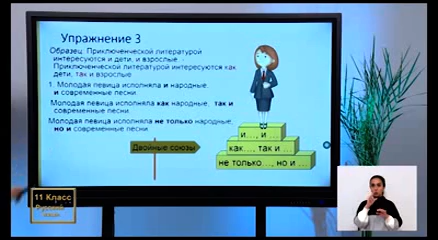 Упражнение 3
Образец. Приключенческой литературой
интересуются и дети, и взрослые. -
Приключенческой литературой интересуются как
дети, так и взрослые.
1. Молодая певица исполняла и народные,
и современные песни.
Молодая певица исполняла как народные, так и
современные песни.
Молодая певица исполняла не только народные,
но и современные песни.
и..., и ...
как..., так и ...
не только ..., но и ...
Двойные союзы
11 Класс
Русский
язык